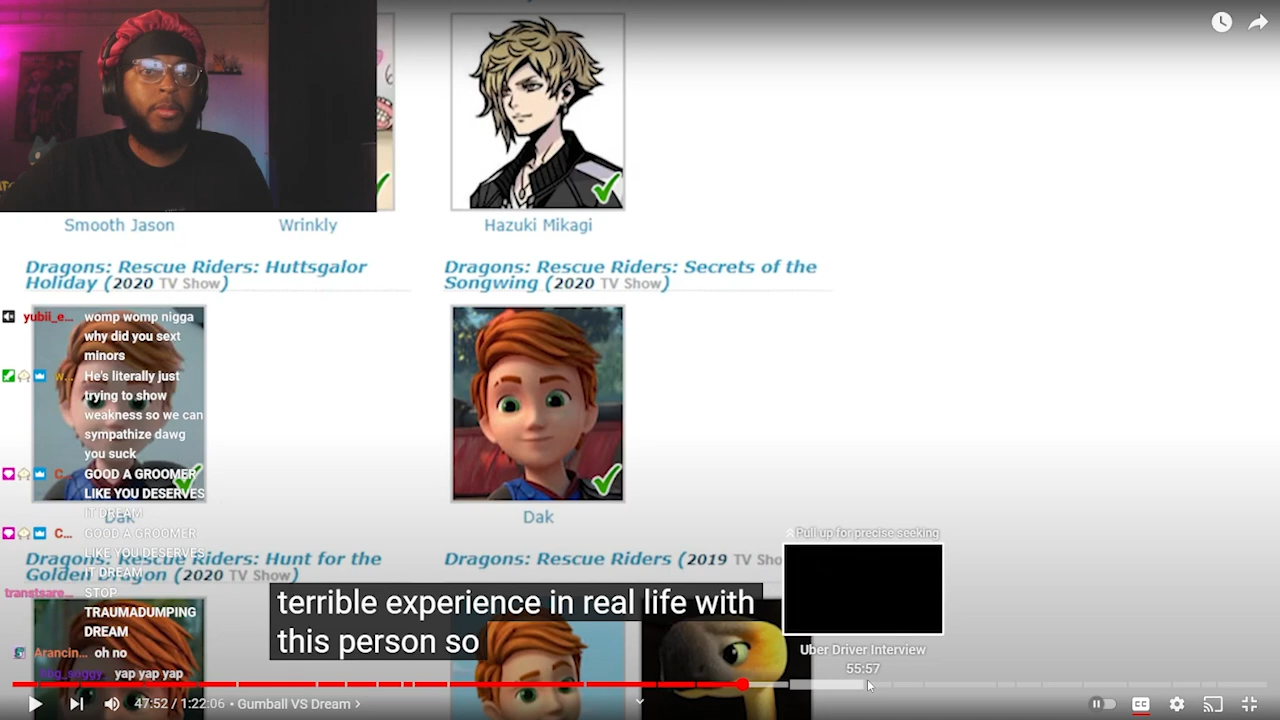 Smooth Jason
Wrinkly
Hazuki Mikagi
Dragons: Rescue Riders: Huttsgalor
Holiday (2020 TV Show)
Dragons: Rescue Riders: Secrets of the
Songwing (2020 TV Show)
yubii_e... womp womp nigga
why did you sext
minors
w... He's literally just
trying to show
weakness so we can
sympathize dawg
you suck
C... GOOD A GROOMER
LIKE YOU DESERVES
IT DREAM
Dak
Dak
C... GOOD A GROOMER
LIKE YOU DESERVES
IT DREAM
Dragons: Rescue Riders: Hunt for the
Golden Dragon (2020 TV Show)
Dragons: Rescue Riders (2019 TV Sho
Pull up for precise seeking
transtsare... STOP
TRAUMADUMPING
DREAM
Arancin... oh no
yap yap yap
terrible experience in real life with
this person so
Uber Driver Interview
55:57
47:52 / 1:22:06 • Gumball VS Dream >
CC